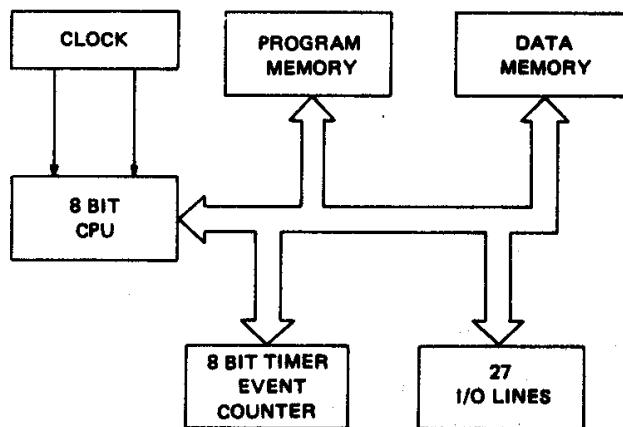 CLOCK
PROGRAM
MEMORY
DATA
MEMORY
8 BIT
CPU
8 BIT TIMER
EVENT
COUNTER
27
I/O LINES